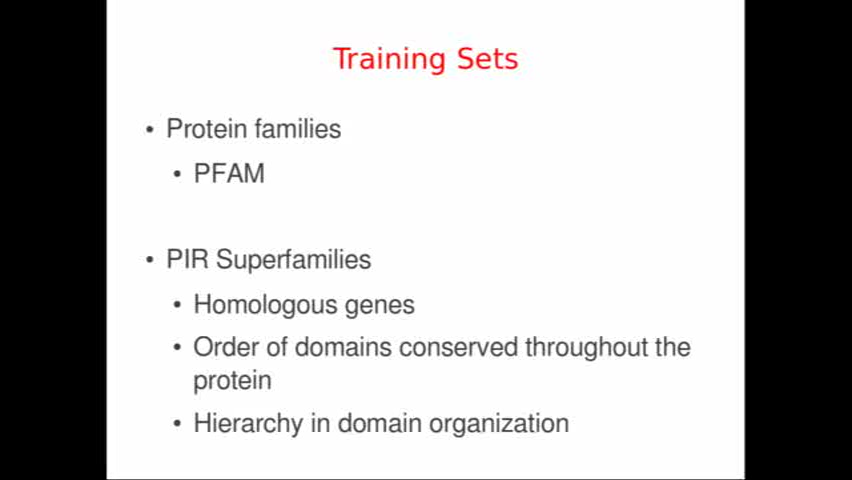 Training Sets
• Protein families
• PFAM
• PIR Superfamilies
• Homologous genes
• Order of domains conserved throughout the
protein
• Hierarchy in domain organization